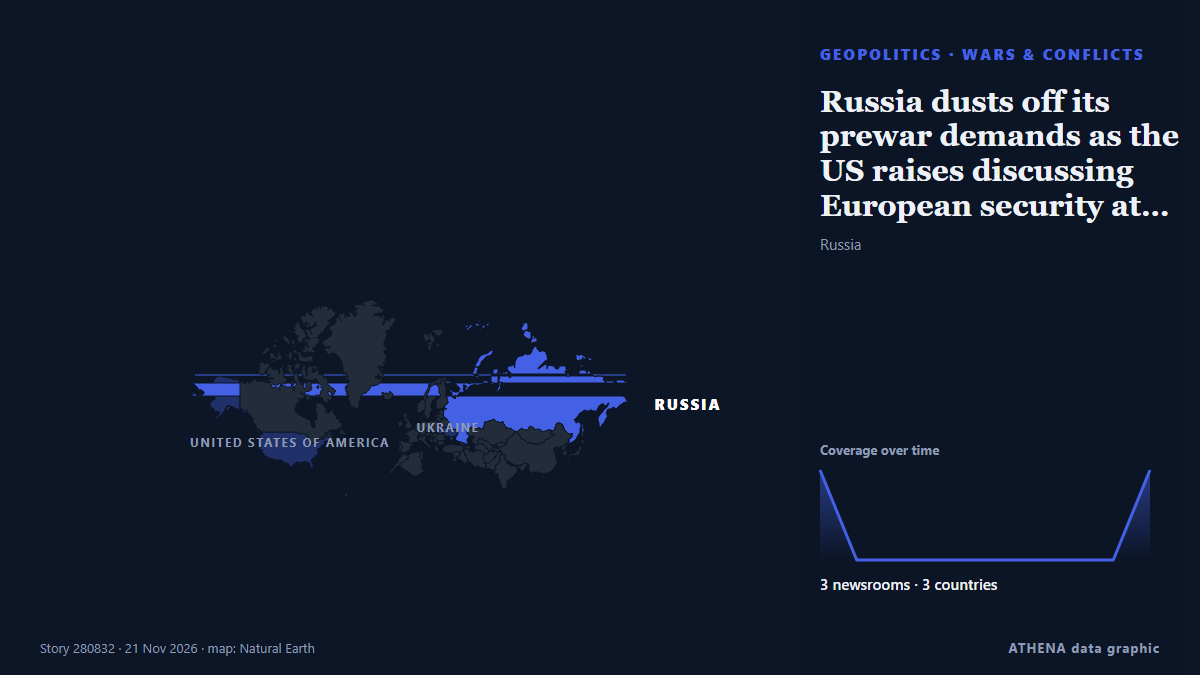 GEOPOLITICS · WARS & CONFLICTS
Russia dusts off its
prewar demands as the
US raises discussing
European security at...
Russia
RUSSIA
UKRAINE
UNITED STATES OF AMERICA
Coverage over time
3 newsrooms · 3 countries
Story 280832 · 21 Nov 2026 · map: Natural Earth
ATHENA data graphic